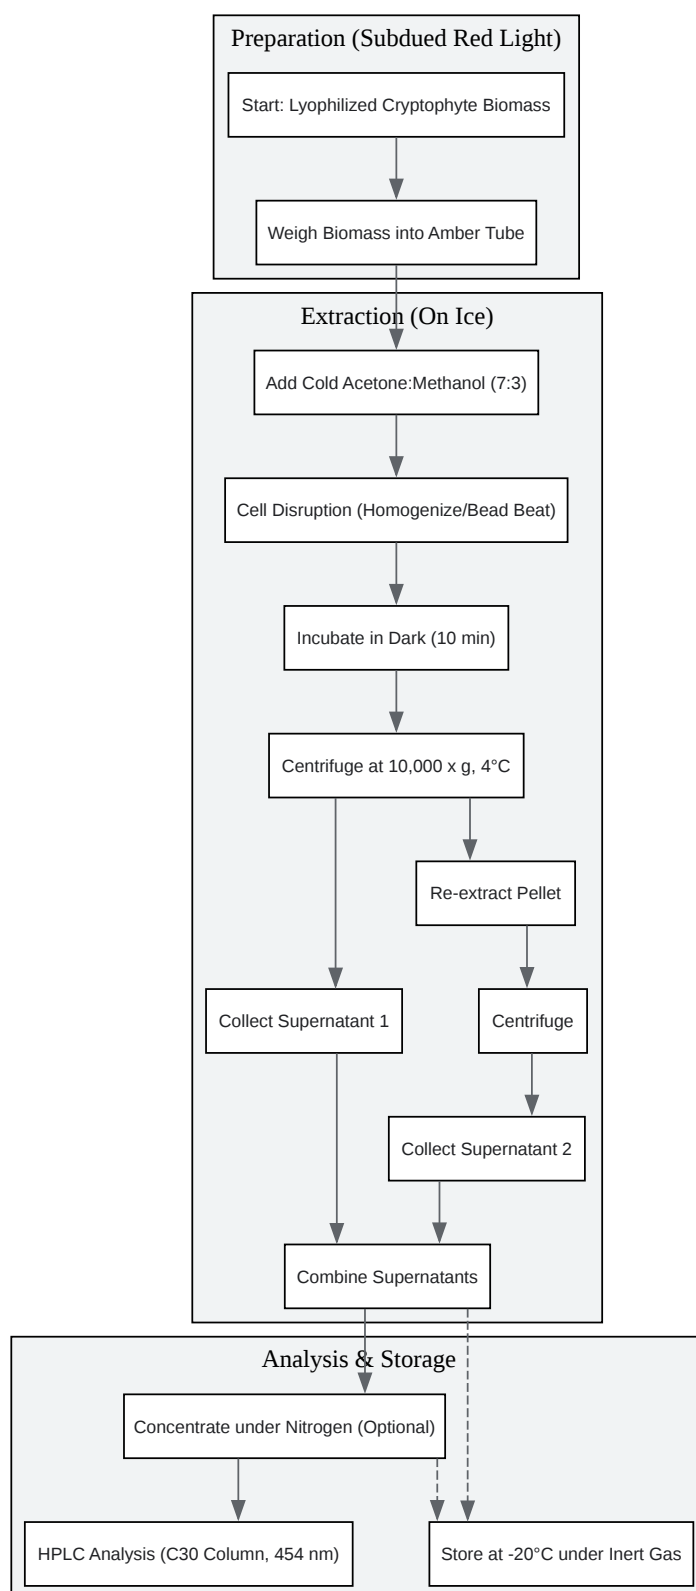 Preparation (Subdued Red Light)
Start: Lyophilized Cryptophyte Biomass
Weigh Biomass into Amber Tube
Extraction (On Ice)
Add Cold Acetone:Methanol (7:3)
Cell Disruption (Homogenize/Bead Beat)
Incubate in Dark (10 min)
Centrifuge at 10,000 x g, 4°C
Re-extract Pellet
Collect Supernatant 1
Centrifuge
Collect Supernatant 2
Combine Supernatants
Analysis & Storage
Concentrate under Nitrogen (Optional)
HPLC Analysis (C30 Column, 454 nm)
Store at -20°C under Inert Gas